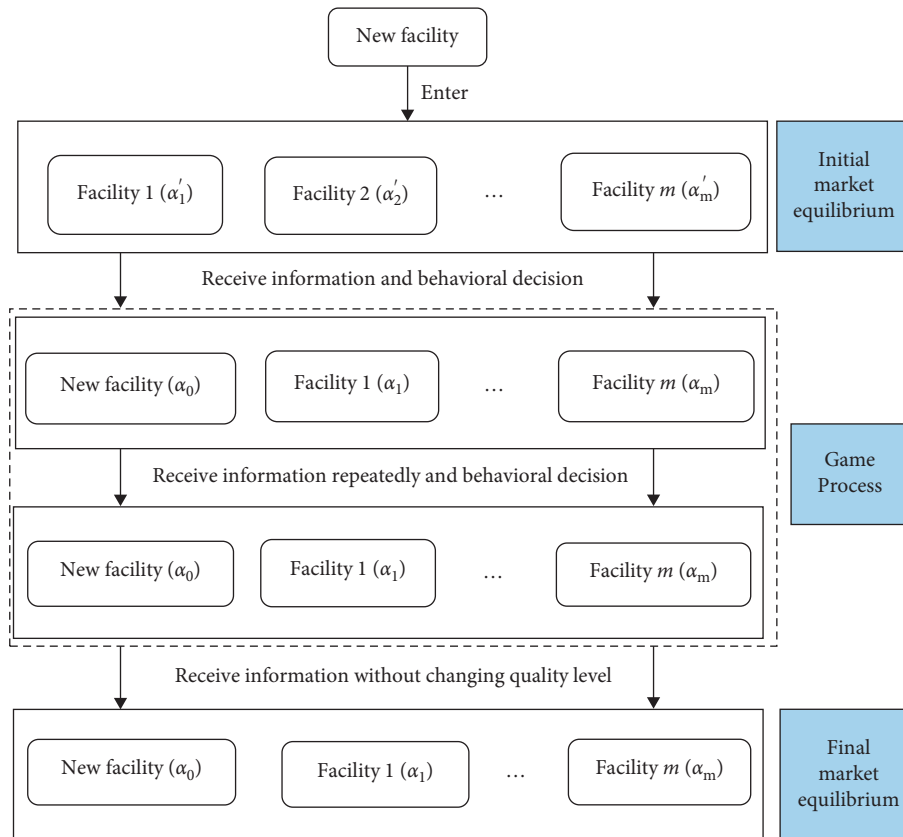 New facility
Enter
Facility 1 (α′₁)
Facility 2 (α′₂)
…
Facility m (α′ₘ)
Initial
market
equilibrium
Receive information and behavioral decision
New facility (α₀)
Facility 1 (α₁)
…
Facility m (αₘ)
Receive information repeatedly and behavioral decision
Game
Process
New facility (α₀)
Facility 1 (α₁)
…
Facility m (αₘ)
Receive information without changing quality level
New facility (α₀)
Facility 1 (α₁)
…
Facility m (αₘ)
Final
market
equilibrium